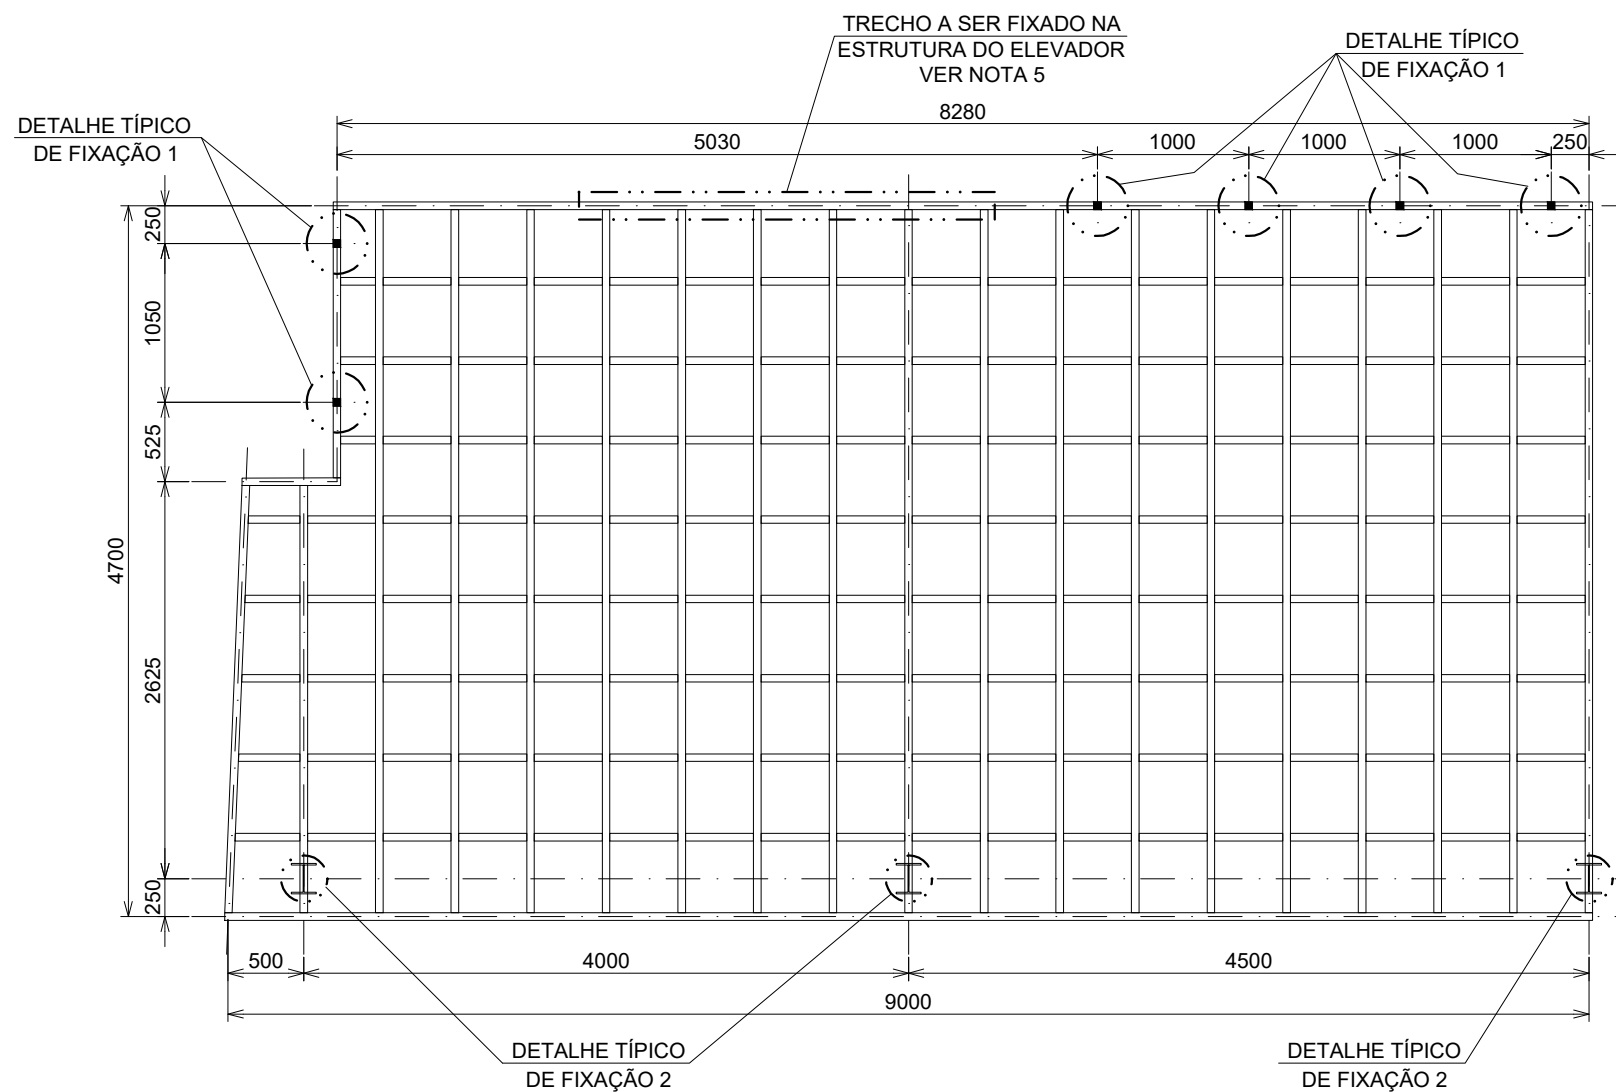 TRECHO A SER FIXADO NA
ESTRUTURA DO ELEVADOR
VER NOTA 5
DETALHE TÍPICO
DE FIXAÇÃO 1
DETALHE TÍPICO
DE FIXAÇÃO 1
8280
5030
1000
1000
1000
250
250
1050
525
4700
2625
250
500
4000
4500
9000
DETALHE TÍPICO
DE FIXAÇÃO 2
DETALHE TÍPICO
DE FIXAÇÃO 2